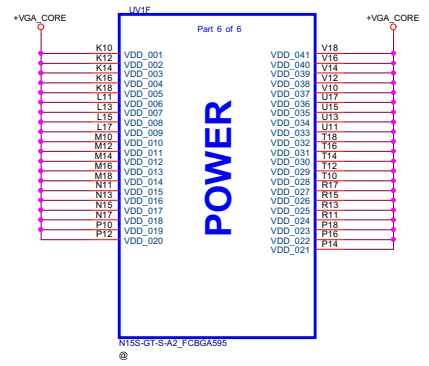 +VGA_CORE
UV1F
+VGA_CORE
Part 6 of 6
K10 VDD_001
K12 VDD_002
K14 VDD_003
K16 VDD_004
K18 VDD_005
L11 VDD_006
L13 VDD_007
L15 VDD_008
L17 VDD_009
M10 VDD_010
M12 VDD_011
M14 VDD_012
M16 VDD_013
M18 VDD_014
N11 VDD_015
N13 VDD_016
N15 VDD_017
N17 VDD_018
P10 VDD_019
P12 VDD_020
POWER
VDD_041 V18
VDD_040 V16
VDD_039 V14
VDD_038 V12
VDD_037 V10
VDD_036 U17
VDD_035 U15
VDD_034 U13
VDD_033 U11
VDD_032 T18
VDD_031 T16
VDD_030 T14
VDD_029 T12
VDD_028 T10
VDD_027 R17
VDD_026 R15
VDD_025 R13
VDD_024 R11
VDD_023 P18
VDD_022 P16
VDD_021 P14
N15S-GT-S-A2_FCBGA595
@